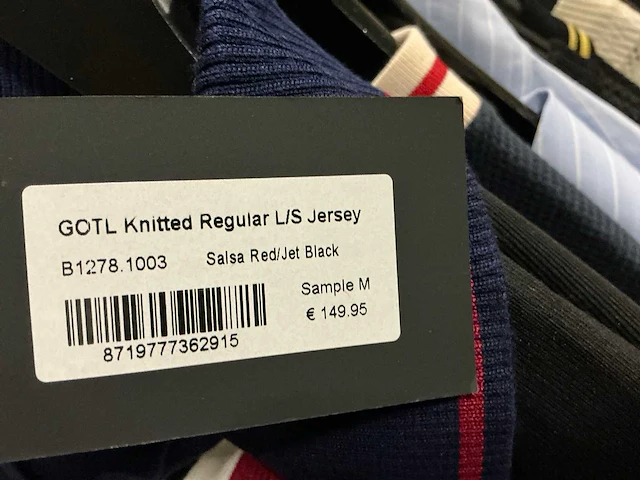 GOTL Knitted Regular L/S Jersey
B1278.1003 Salsa Red/Jet Black
Sample M
€ 149.95
8719777362915